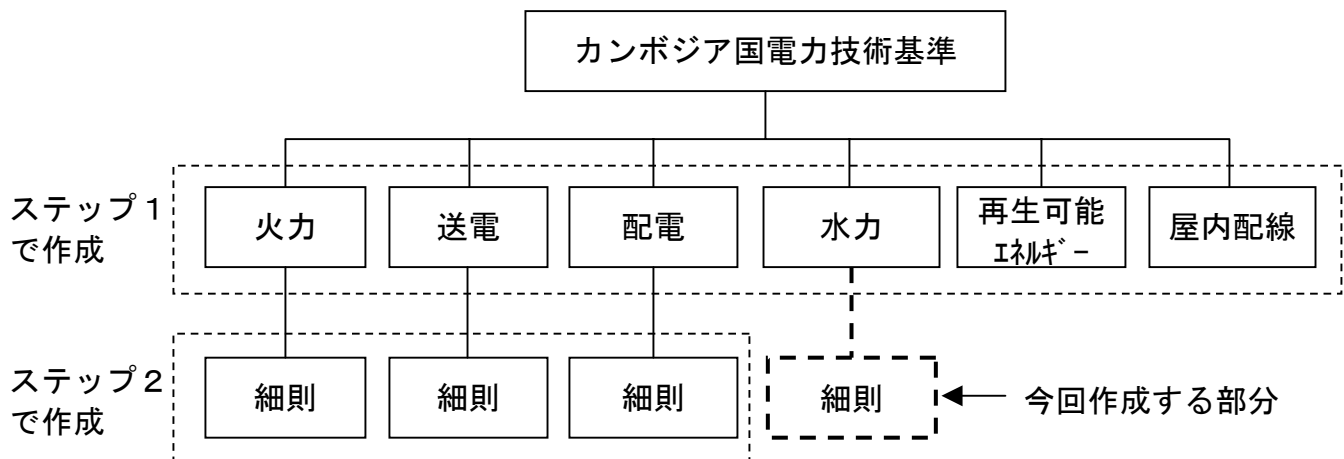 カンボジア国電力技術基準
ステップ１
で作成
火力
送電
配電
水力
再生可能
ｴﾈﾙｷﾞｰ
屋内配線
ステップ２
で作成
細則
細則
細則
細則
今回作成する部分